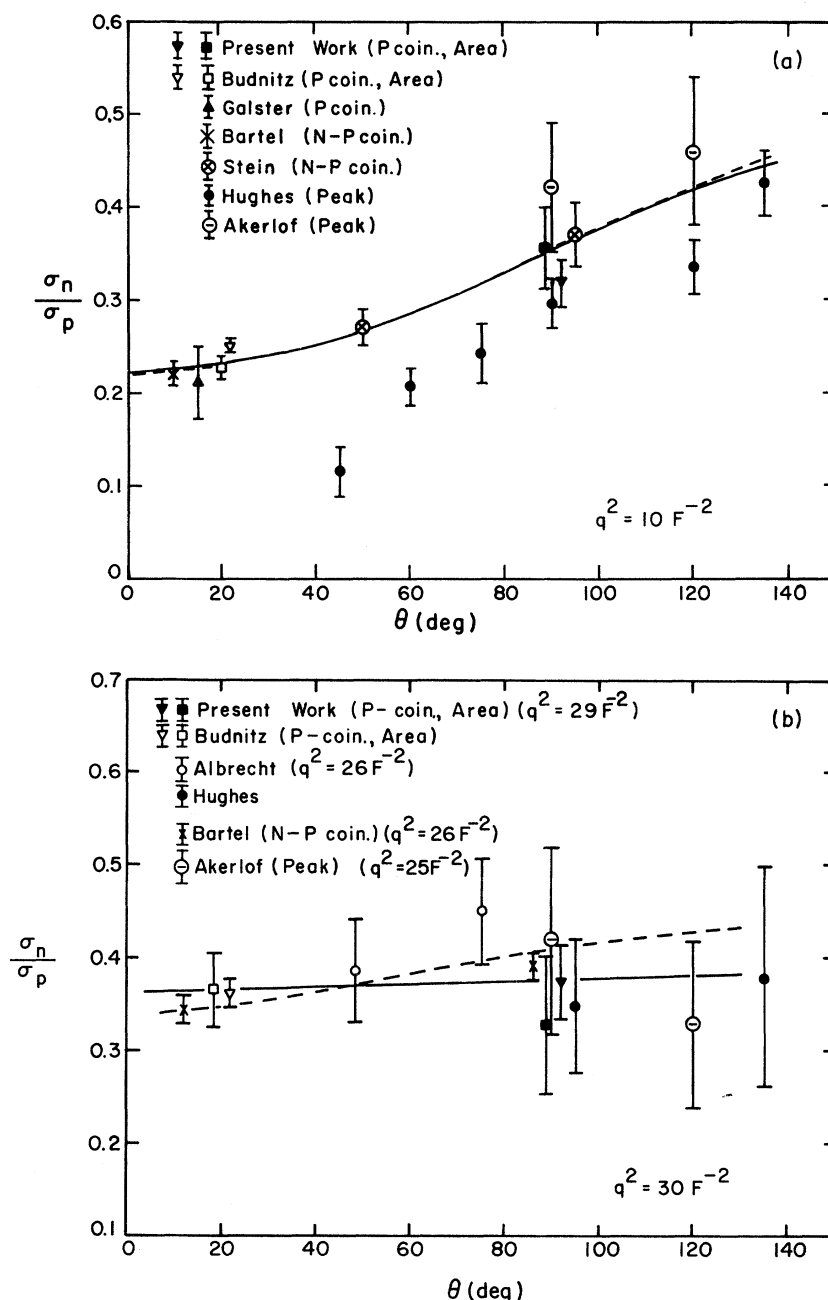 0.6
(a)
Present Work (P coin., Area)
Budnitz (P coin., Area)
Galster (P coin.)
Bartel (N-P coin.)
Stein (N-P coin.)
Hughes (Peak)
Akerlof (Peak)
0.5
0.4
σn/σp
0.3
0.2
0.1
0
q² = 10 F⁻²
0 20 40 60 80 100 120 140
θ (deg)
0.7
(b)
Present Work (P-coin., Area) (q² = 29 F⁻²)
Budnitz (P-coin., Area)
Albrecht (q² = 26 F⁻²)
Hughes
Bartel (N-P coin.) (q² = 26 F⁻²)
Akerlof (Peak) (q² = 25 F⁻²)
0.6
0.5
σn/σp
0.4
0.3
0.2
0.1
q² = 30 F⁻²
0 20 40 60 80 100 120 140
θ (deg)